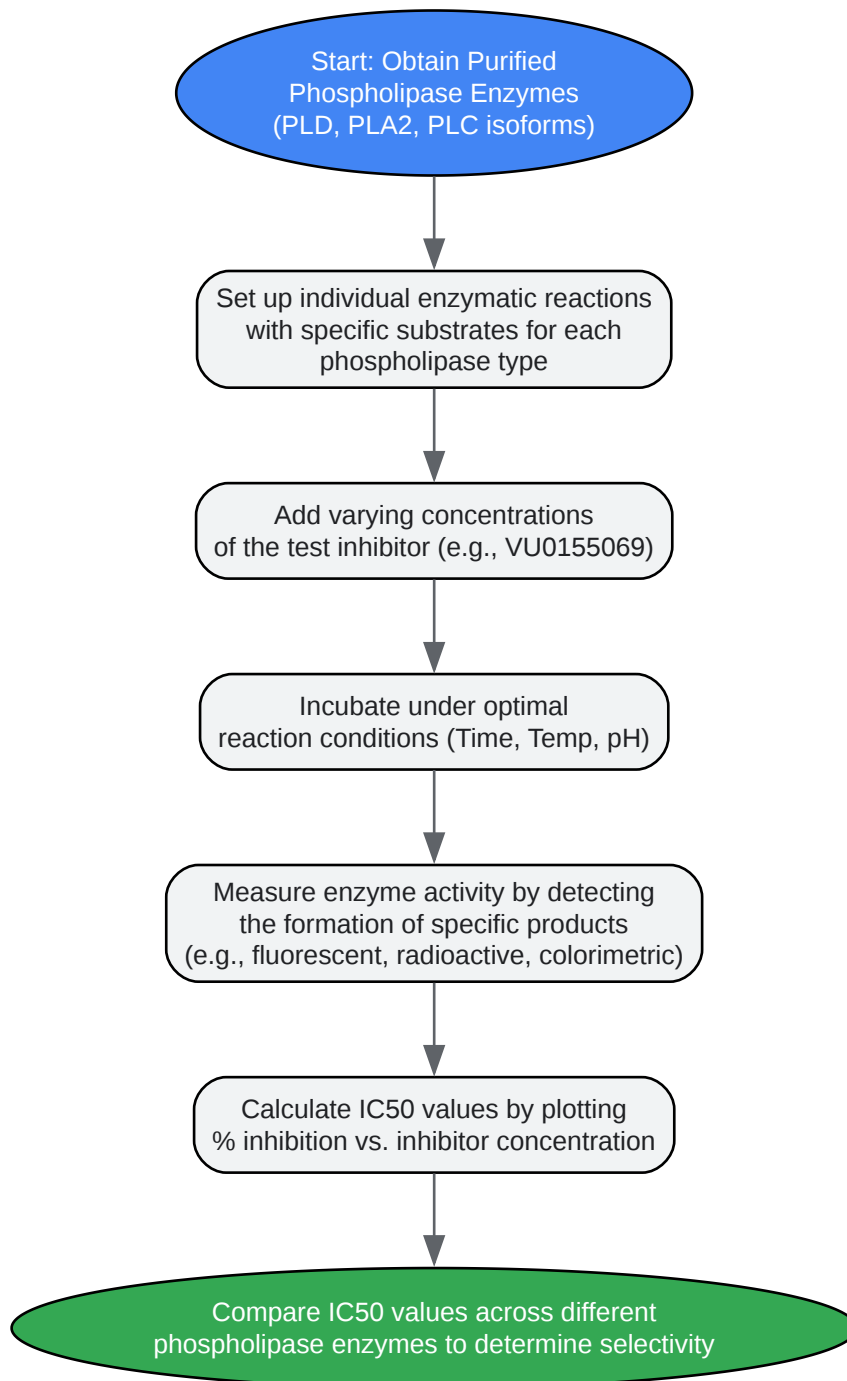 Start: Obtain Purified
Phospholipase Enzymes
(PLD, PLA2, PLC isoforms)
Set up individual enzymatic reactions
with specific substrates for each
phospholipase type
Add varying concentrations
of the test inhibitor (e.g., VU0155069)
Incubate under optimal
reaction conditions (Time, Temp, pH)
Measure enzyme activity by detecting
the formation of specific products
(e.g., fluorescent, radioactive, colorimetric)
Calculate IC50 values by plotting
% inhibition vs. inhibitor concentration
Compare IC50 values across different
phospholipase enzymes to determine selectivity